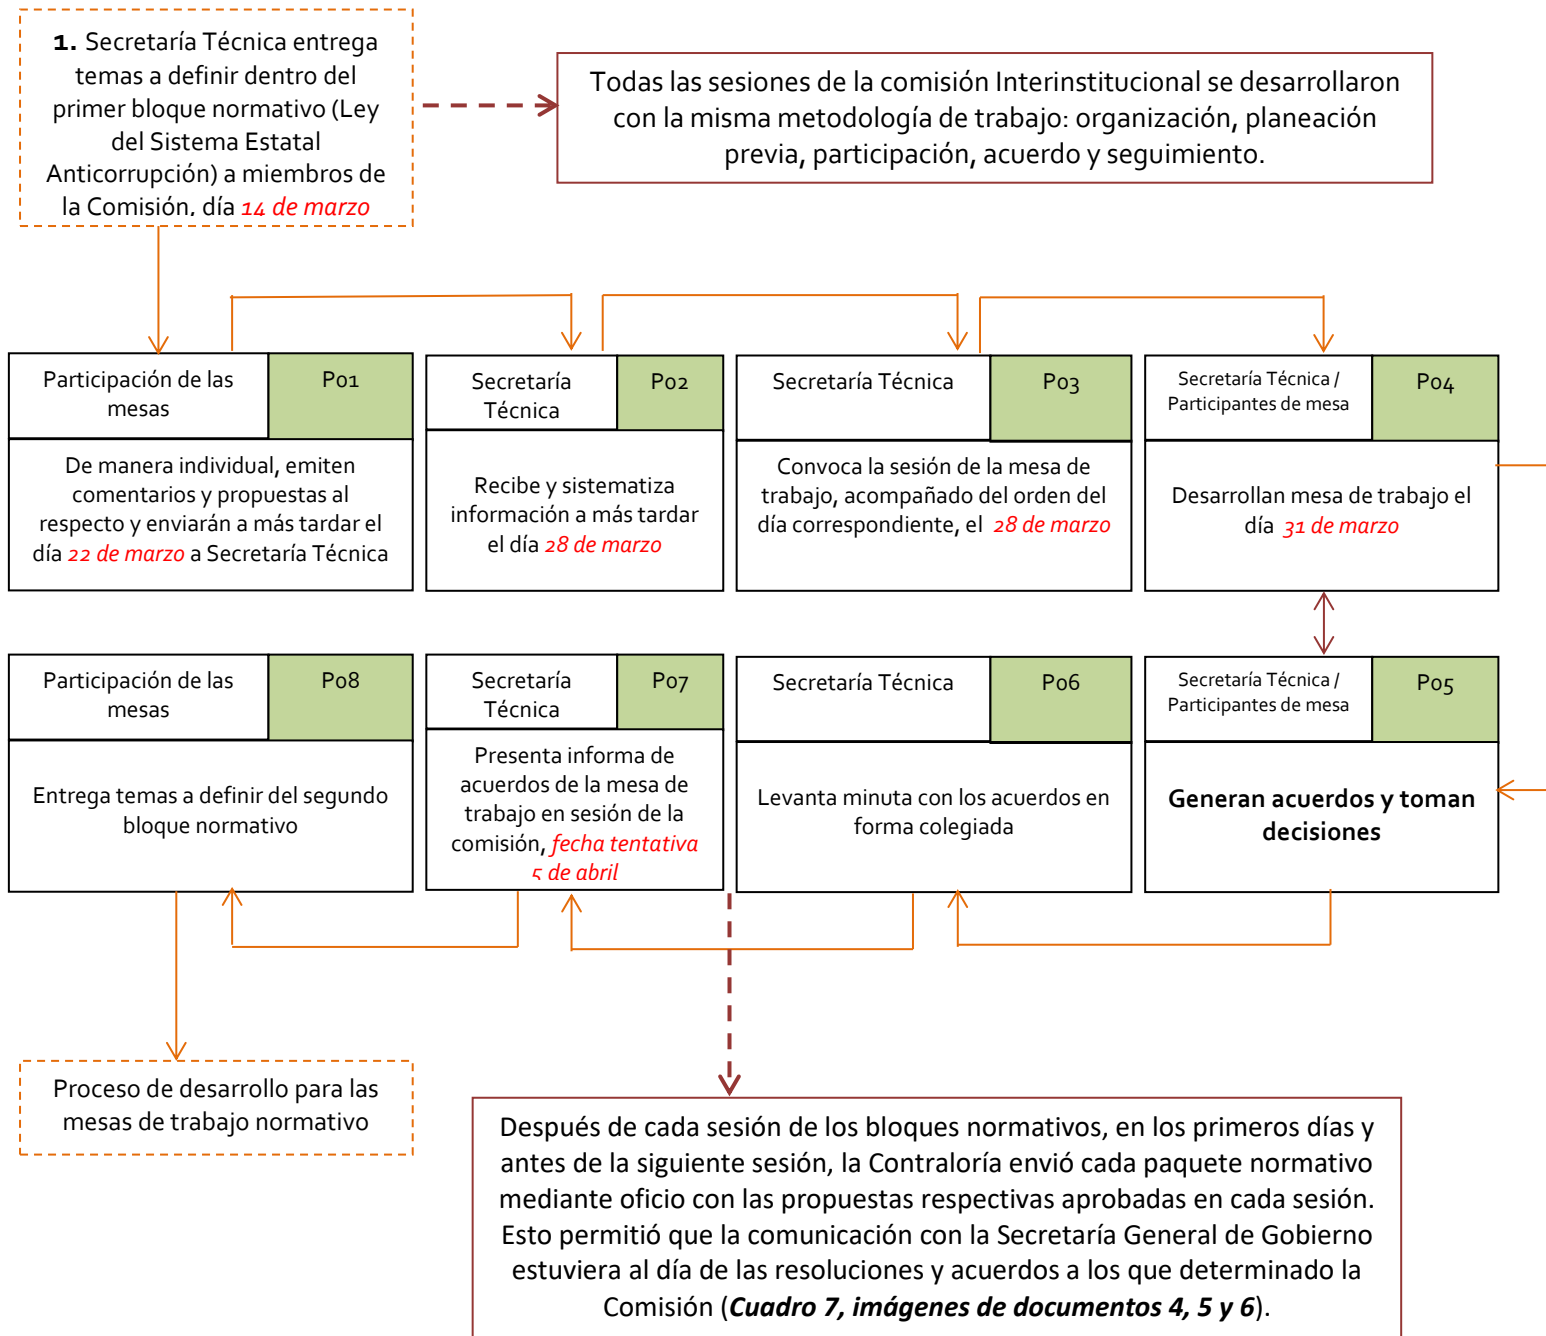 1. Secretaría Técnica entrega
temas a definir dentro del
primer bloque normativo (Ley
del Sistema Estatal
Anticorrupción) a miembros de
la Comisión, día 14 de marzo
Todas las sesiones de la comisión Interinstitucional se desarrollaron
con la misma metodología de trabajo: organización, planeación
previa, participación, acuerdo y seguimiento.
Participación de las
mesas
P01
De manera individual, emiten
comentarios y propuestas al
respecto y enviarán a más tardar el
día 22 de marzo a Secretaría Técnica
Secretaría
Técnica
P02
Recibe y sistematiza
información a más tardar
el día 28 de marzo
Secretaría Técnica
P03
Convoca la sesión de la mesa de
trabajo, acompañado del orden del
día correspondiente, el 28 de marzo
Secretaría Técnica /
Participantes de mesa
P04
Desarrollan mesa de trabajo el
día 31 de marzo
Participación de las
mesas
P08
Entrega temas a definir del segundo
bloque normativo
Secretaría
Técnica
P07
Presenta informa de
acuerdos de la mesa de
trabajo en sesión de la
comisión, fecha tentativa
5 de abril
Secretaría Técnica
P06
Levanta minuta con los acuerdos en
forma colegiada
Secretaría Técnica /
Participantes de mesa
P05
Generan acuerdos y toman
decisiones
Proceso de desarrollo para las
mesas de trabajo normativo
Después de cada sesión de los bloques normativos, en los primeros días y
antes de la siguiente sesión, la Contraloría envió cada paquete normativo
mediante oficio con las propuestas respectivas aprobadas en cada sesión.
Esto permitió que la comunicación con la Secretaría General de Gobierno
estuviera al día de las resoluciones y acuerdos a los que determinado la
Comisión (Cuadro 7, imágenes de documentos 4, 5 y 6).